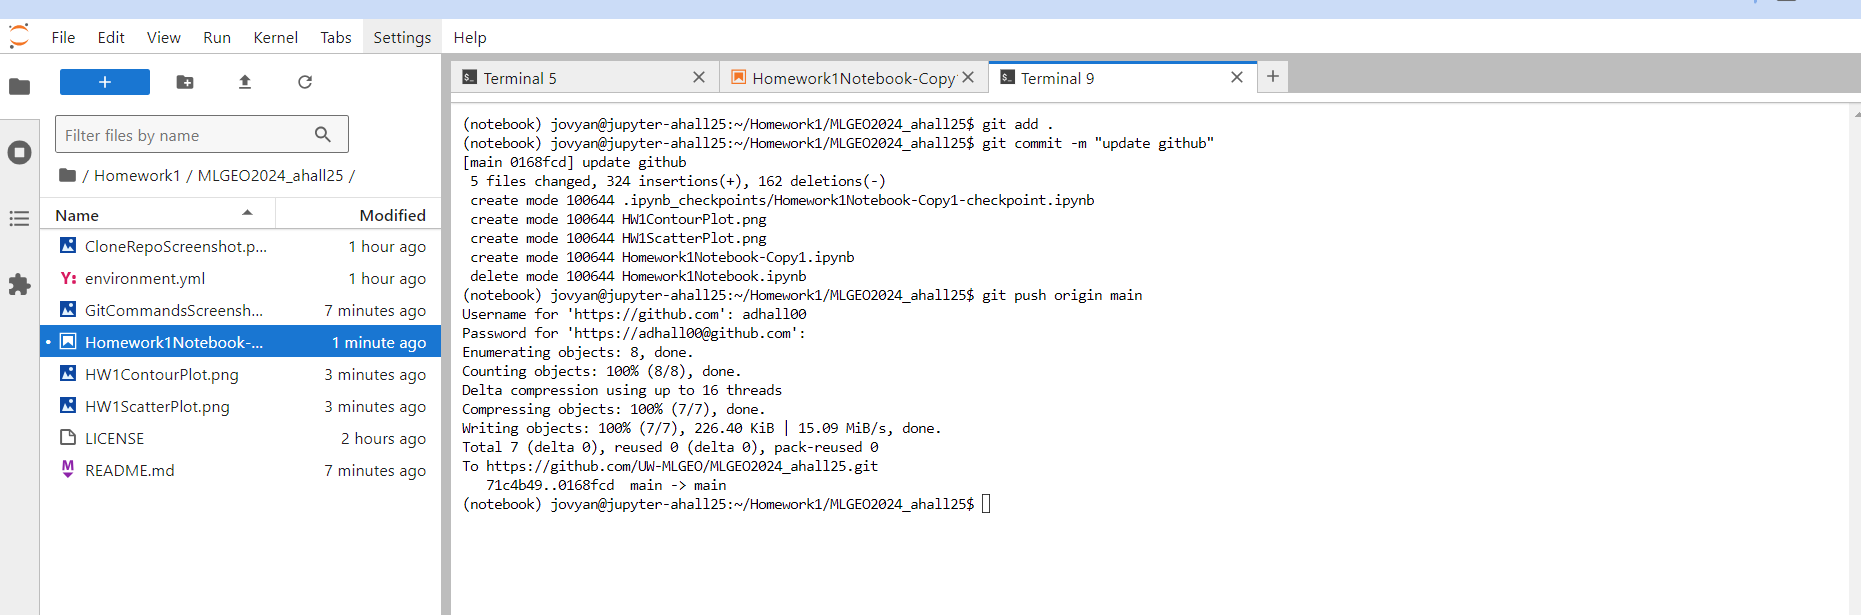 File Edit View Run Kernel Tabs Settings Help
Terminal 5
Homework1Notebook-Copy
Terminal 9
Filter files by name
/ Homework1 / MLGEO2024_ahall25 /
Name Modified
CloneRepoScreenshot.p... 1 hour ago
Y: environment.yml 1 hour ago
GitCommandsScreensh... 7 minutes ago
Homework1Notebook-... 1 minute ago
HW1ContourPlot.png 3 minutes ago
HW1ScatterPlot.png 3 minutes ago
LICENSE 2 hours ago
M README.md 7 minutes ago
(notebook) jovyan@jupyter-ahall25:~/Homework1/MLGEO2024_ahall25$ git add .
(notebook) jovyan@jupyter-ahall25:~/Homework1/MLGEO2024_ahall25$ git commit -m "update github"
[main 0168fcd] update github
5 files changed, 324 insertions(+), 162 deletions(-)
create mode 100644 .ipynb_checkpoints/Homework1Notebook-Copy1-checkpoint.ipynb
create mode 100644 HW1ContourPlot.png
create mode 100644 HW1ScatterPlot.png
create mode 100644 Homework1Notebook-Copy1.ipynb
delete mode 100644 Homework1Notebook.ipynb
(notebook) jovyan@jupyter-ahall25:~/Homework1/MLGEO2024_ahall25$ git push origin main
Username for 'https://github.com': adhall00
Password for 'https://adhall00@github.com':
Enumerating objects: 8, done.
Counting objects: 100% (8/8), done.
Delta compression using up to 16 threads
Compressing objects: 100% (7/7), done.
Writing objects: 100% (7/7), 226.40 KiB | 15.09 MiB/s, done.
Total 7 (delta 0), reused 0 (delta 0), pack-reused 0
To https://github.com/UW-MLGEO/MLGEO2024_ahall25.git
71c4b49..0168fcd main -> main
(notebook) jovyan@jupyter-ahall25:~/Homework1/MLGEO2024_ahall25$